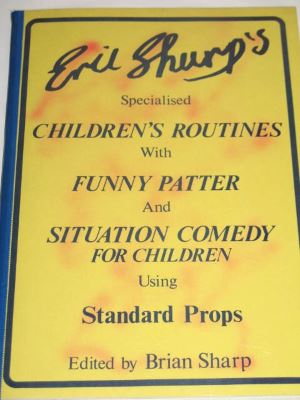 Eric Sharp's
Specialised
CHILDREN'S ROUTINES
With
FUNNY PATTER
And
SITUATION COMEDY
FOR CHILDREN
Using
Standard Props
Edited by Brian Sharp